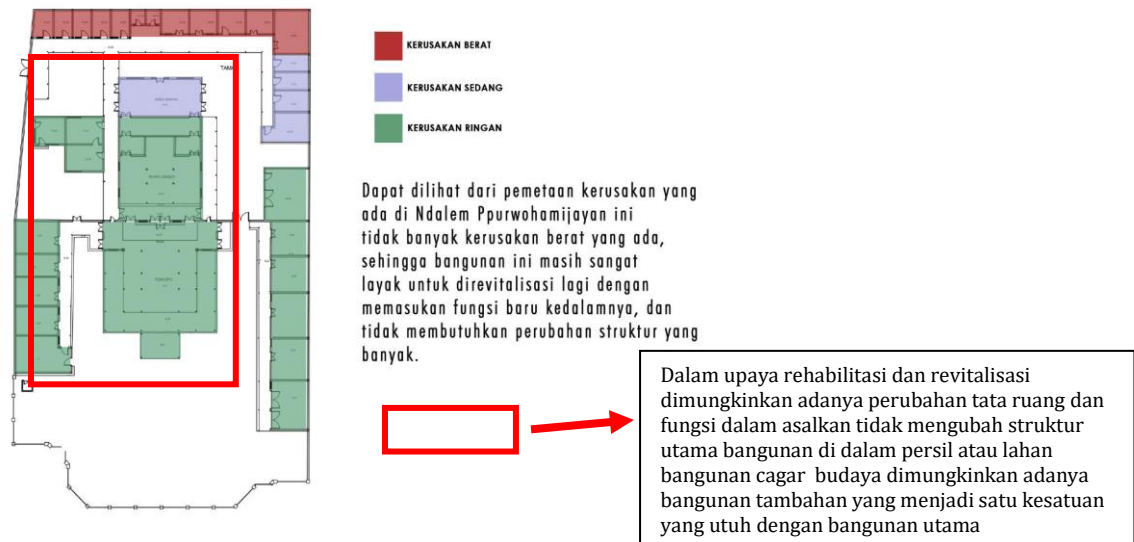 TAMAN
KERUSAKAN BERAT
KERUSAKAN SEDANG
KERUSAKAN RINGAN
Dapat dilihat dari pemetaan kerusakan yang
ada di Ndalem Ppurwohamijayan ini
tidak banyak kerusakan berat yang ada,
sehingga bangunan ini masih sangat
layak untuk direvitalisasi lagi dengan
memasukan fungsi baru kedalamnya, dan
tidak membutuhkan perubahan struktur yang
banyak.
Dalam upaya rehabilitasi dan revitalisasi
dimungkinkan adanya perubahan tata ruang dan
fungsi dalam asalkan tidak mengubah struktur
utama bangunan di dalam persil atau lahan
bangunan cagar budaya dimungkinkan adanya
bangunan tambahan yang menjadi satu kesatuan
yang utuh dengan bangunan utama